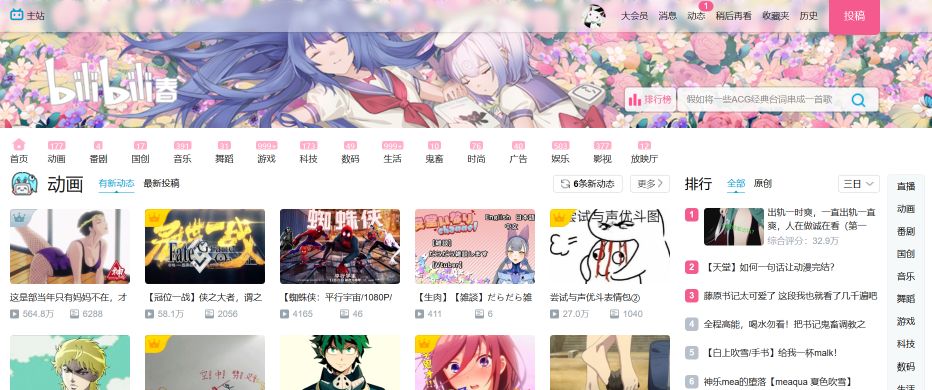 主站
大会员 消息 动态 1 稍后再看 收藏夹 历史 投稿
bilibili春
排行榜 假如将一些ACG经典台词串成一首歌
177 4 17 391 31 999+ 173 49 999+ 10 76 40 503 377 12
首页 动画 番剧 国创 音乐 舞蹈 游戏 科技 数码 生活 鬼畜 时尚 广告 娱乐 影视 放映厅
动画 有新动态 最新投稿 6条新动态 更多
这是部当年只有妈妈不在，才
564.8万 6288
Fate
【冠位一战】侠之大者，谓之
58.1万 2056
蜘蛛侠
【蜘蛛侠：平行宇宙/1080P/
4165 46
English 日本語
中文
【生肉】【雑談】だらだら雑
411 6
尝试与声优斗图
尝试与声优斗表情包②
27.0万 1040
排行 全部 原创 三日
1 出轨一时爽，一直出轨一直
爽，人在做诚在看（第一
综合评分：32.9万
2 【天堂】如何一句话让动漫完结?
3 藤原书记太可爱了 这段我也就看了几千遍吧
4 全程高能，喝水勿看！把书记鬼畜调教之
5 【白上吹雪/手书】给我一杯malk！
6 神乐mea的堕落【meaqua 夏色吹雪】
直播
动画
番剧
国创
音乐
舞蹈
游戏
科技
数码
生活